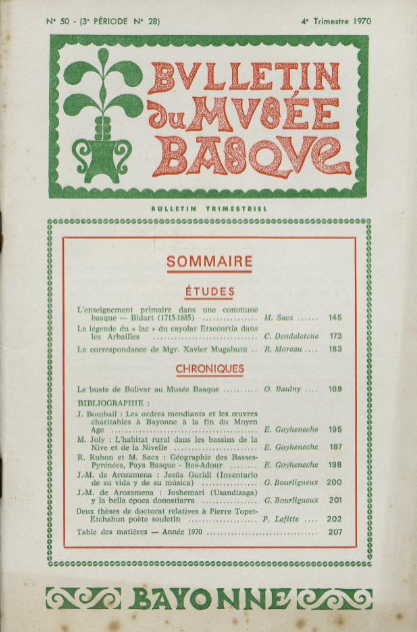 N° 50 - (3° PÉRIODE N° 28) 4° Trimestre 1970
BVLLETIN
du MVSÉE
BASQVE
BULLETIN TRIMESTRIEL
SOMMAIRE
ÉTUDES
L'enseignement primaire dans une commune
basque — Bidart (1715-1885) ................ M. Sacx ...... 145
La légende du « lac » du cayolar Etxecortia dans
les Arbailles ................ C. Dendaletche 173
La correspondance de Mgr. Xavier Mugaburu .. R. Moreau .... 183
CHRONIQUES
Le buste de Bolivar au Musée Basque ...... O. Baulny .... 189
BIBLIOGRAPHIE :
J. Bombail : Les ordres mendiants et les œuvres
charitables à Bayonne à la fin du Moyen
Age ................ E. Goyheneche 195
M. Joly : L'habitat rural dans les bassins de la
Nive et de la Nivelle ................ E. Goyheneche 197
R. Rubon et M. Sacx : Géographie des Basses-
Pyrénées, Pays Basque - Bas-Adour ........ E. Goyheneche 198
J.-M. de Arozamena : Jesús Guridi (Inventario
de su vida y de su música) ................ G. Bourligueux 200
J.-M. de Arozamena : Joshemari (Usandizaga)
y la bella época donostiarra ................ G. Bourligueux 201
Deux thèses de doctorat relatives à Pierre Topet-
Etchahun poète souletin ................ P. Lafitte .... 202
Table des matières — Année 1970 ................ 207
BAYONNE